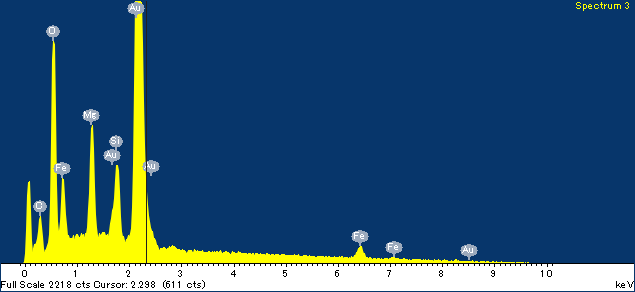 Spectrum 3
Au
O
Mg
Si
Au
Au
Fe
Fe
Fe
Au
0 1 2 3 4 5 6 7 8 9 10
Full Scale 2218 cts Cursor: 2.298 (611 cts) keV